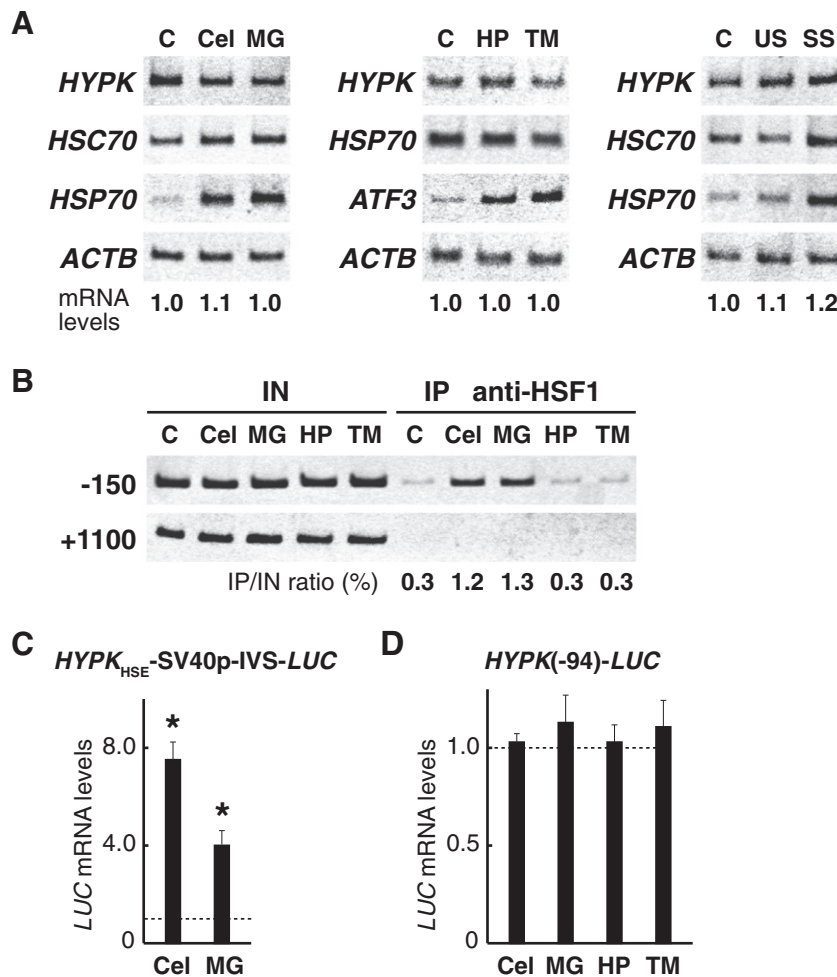 A
C Cel MG
HYPK
HSC70
HSP70
ACTB
mRNA levels 1.0 1.1 1.0
C HP TM
HYPK
HSP70
ATF3
ACTB
1.0 1.0 1.0
C US SS
HYPK
HSC70
HSP70
ACTB
1.0 1.1 1.2
B
IN IP anti-HSF1
C Cel MG HP TM C Cel MG HP TM
-150
+1100
IP/IN ratio (%) 0.3 1.2 1.3 0.3 0.3
C
HYPKHSE-SV40p-IVS-LUC
LUC mRNA levels
8.0
4.0
0
* *
Cel MG
D
HYPK(-94)-LUC
LUC mRNA levels
1.0
0.5
0
Cel MG HP TM